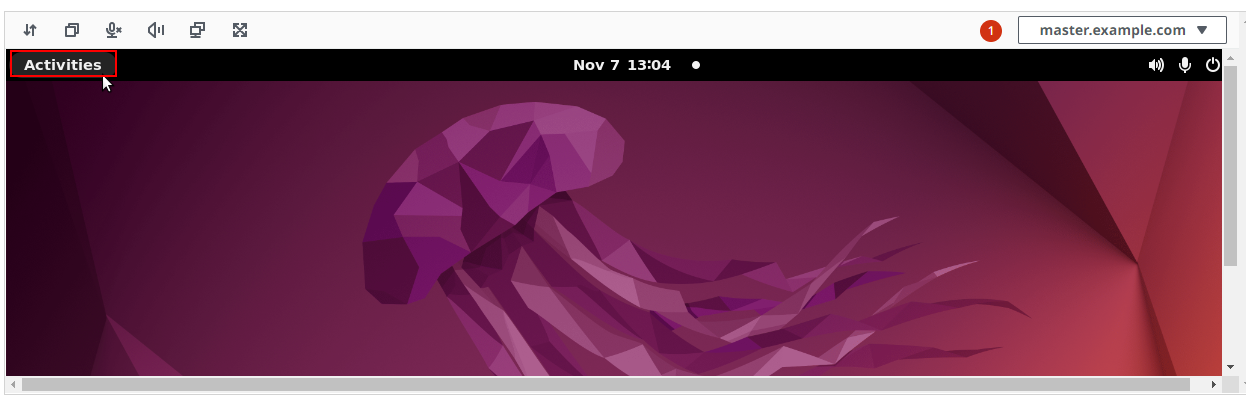 1
master.example.com
Activities
Nov 7 13:04